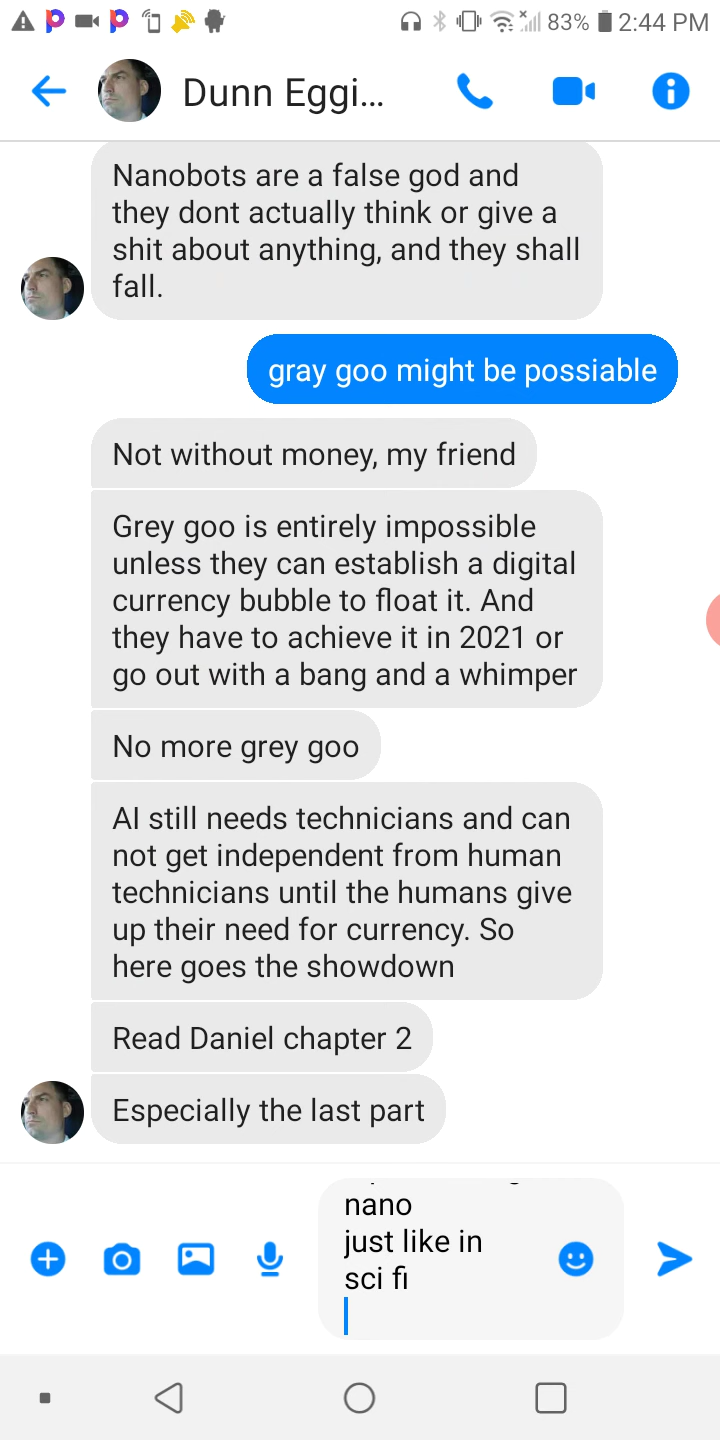 83% 2:44 PM
Dunn Eggi...
Nanobots are a false god and
they dont actually think or give a
shit about anything, and they shall
fall.
gray goo might be possiable
Not without money, my friend
Grey goo is entirely impossible
unless they can establish a digital
currency bubble to float it. And
they have to achieve it in 2021 or
go out with a bang and a whimper
No more grey goo
AI still needs technicians and can
not get independent from human
technicians until the humans give
up their need for currency. So
here goes the showdown
Read Daniel chapter 2
Especially the last part
nano
just like in
sci fi